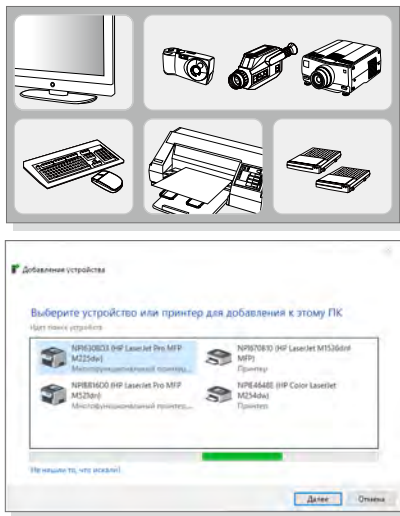 Добавление устройства
Выберите устройство или принтер для добавления к этому ПК
Идет поиск устройств
NPI630BD3 (HP LaserJet Pro MFP
M225dw)
Многофункциональный принтер,...
NPI670810 (HP LaserJet M1536dnf
MFP)
Принтер
NPI881600 (HP LaserJet Pro MFP
M521dn)
Многофункциональный принтер,...
(HP Color LaserJet
M254dw)
Принтер
Не нашли то, что искали?
Далее
Отмена